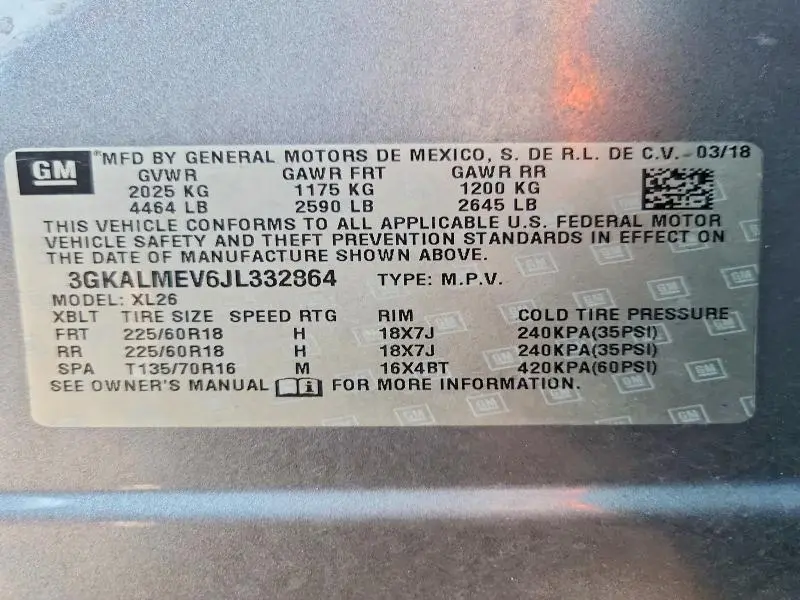 GM
MFD BY GENERAL MOTORS DE MEXICO, S. DE R.L. DE C.V.- 03/18
GVWR GAWR FRT GAWR RR
2025 KG 1175 KG 1200 KG
4464 LB 2590 LB 2645 LB
THIS VEHICLE CONFORMS TO ALL APPLICABLE U.S. FEDERAL MOTOR
VEHICLE SAFETY AND THEFT PREVENTION STANDARDS IN EFFECT ON
THE DATE OF MANUFACTURE SHOWN ABOVE.
3GKALMEV6JL332864 TYPE: M.P.V.
MODEL: XL26
XBLT TIRE SIZE SPEED RTG RIM COLD TIRE PRESSURE
FRT 225/60R18 H 18X7J 240KPA(35PSI)
RR 225/60R18 H 18X7J 240KPA(35PSI)
SPA T135/70R16 M 16X4BT 420KPA(60PSI)
SEE OWNER'S MANUAL FOR MORE INFORMATION.